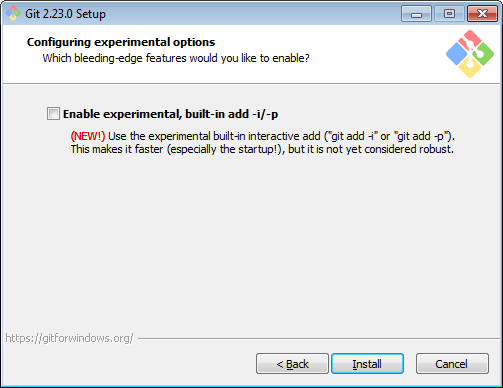 Git 2.23.0 Setup
Configuring experimental options
Which bleeding-edge features would you like to enable?
Enable experimental, built-in add -i/-p
(NEW!) Use the experimental built-in interactive add ("git add -i" or "git add -p").
This makes it faster (especially the startup!), but it is not yet considered robust.
https://gitforwindows.org/
< Back
Install
Cancel